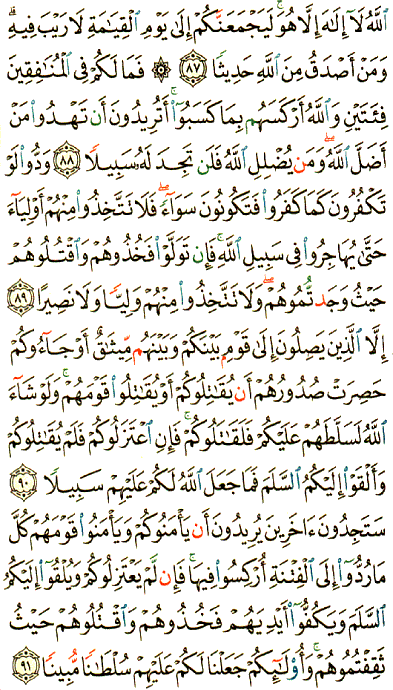 ٱللَّهُ لَآ إِلَٰهَ إِلَّا هُوَ ۚ لَيَجْمَعَنَّكُمْ إِلَىٰ يَوْمِ ٱلْقِيَٰمَةِ لَا رَيْبَ فِيهِ ۗ
وَمَنْ أَصْدَقُ مِنَ ٱللَّهِ حَدِيثًا ٨٧ ۞ فَمَا لَكُمْ فِى ٱلْمُنَٰفِقِينَ
فِئَتَيْنِ وَٱللَّهُ أَرْكَسَهُم بِمَا كَسَبُوٓا۟ ۚ أَتُرِيدُونَ أَن تَهْدُوا۟ مَنْ
أَضَلَّ ٱللَّهُ ۖ وَمَن يُضْلِلِ ٱللَّهُ فَلَن تَجِدَ لَهُۥ سَبِيلًا ٨٨ وَدُّوا۟ لَوْ
تَكْفُرُونَ كَمَا كَفَرُوا۟ فَتَكُونُونَ سَوَآءً ۖ فَلَا تَتَّخِذُوا۟ مِنْهُمْ أَوْلِيَآءَ
حَتَّىٰ يُهَاجِرُوا۟ فِى سَبِيلِ ٱللَّهِ ۚ فَإِن تَوَلَّوْا۟ فَخُذُوهُمْ وَٱقْتُلُوهُمْ
حَيْثُ وَجَدتُّمُوهُمْ ۖ وَلَا تَتَّخِذُوا۟ مِنْهُمْ وَلِيًّا وَلَا نَصِيرًا ٨٩
إِلَّا ٱلَّذِينَ يَصِلُونَ إِلَىٰ قَوْمٍۭ بَيْنَكُمْ وَبَيْنَهُم مِّيثَٰقٌ أَوْ جَآءُوكُمْ
حَصِرَتْ صُدُورُهُمْ أَن يُقَٰتِلُوكُمْ أَوْ يُقَٰتِلُوا۟ قَوْمَهُمْ ۚ وَلَوْ شَآءَ
ٱللَّهُ لَسَلَّطَهُمْ عَلَيْكُمْ فَلَقَٰتَلُوكُمْ ۚ فَإِنِ ٱعْتَزَلُوكُمْ فَلَمْ يُقَٰتِلُوكُمْ
وَأَلْقَوْا۟ إِلَيْكُمُ ٱلسَّلَمَ فَمَا جَعَلَ ٱللَّهُ لَكُمْ عَلَيْهِمْ سَبِيلًا ٩٠
سَتَجِدُونَ ءَاخَرِينَ يُرِيدُونَ أَن يَأْمَنُوكُمْ وَيَأْمَنُوا۟ قَوْمَهُمْ كُلَّ
مَا رُدُّوٓا۟ إِلَى ٱلْفِتْنَةِ أُرْكِسُوا۟ فِيهَا ۚ فَإِن لَّمْ يَعْتَزِلُوكُمْ وَيُلْقُوٓا۟ إِلَيْكُمُ
ٱلسَّلَمَ وَيَكُفُّوٓا۟ أَيْدِيَهُمْ فَخُذُوهُمْ وَٱقْتُلُوهُمْ حَيْثُ
ثَقِفْتُمُوهُمْ ۚ وَأُو۟لَٰٓئِكُمْ جَعَلْنَا لَكُمْ عَلَيْهِمْ سُلْطَٰنًا مُّبِينًا ٩١